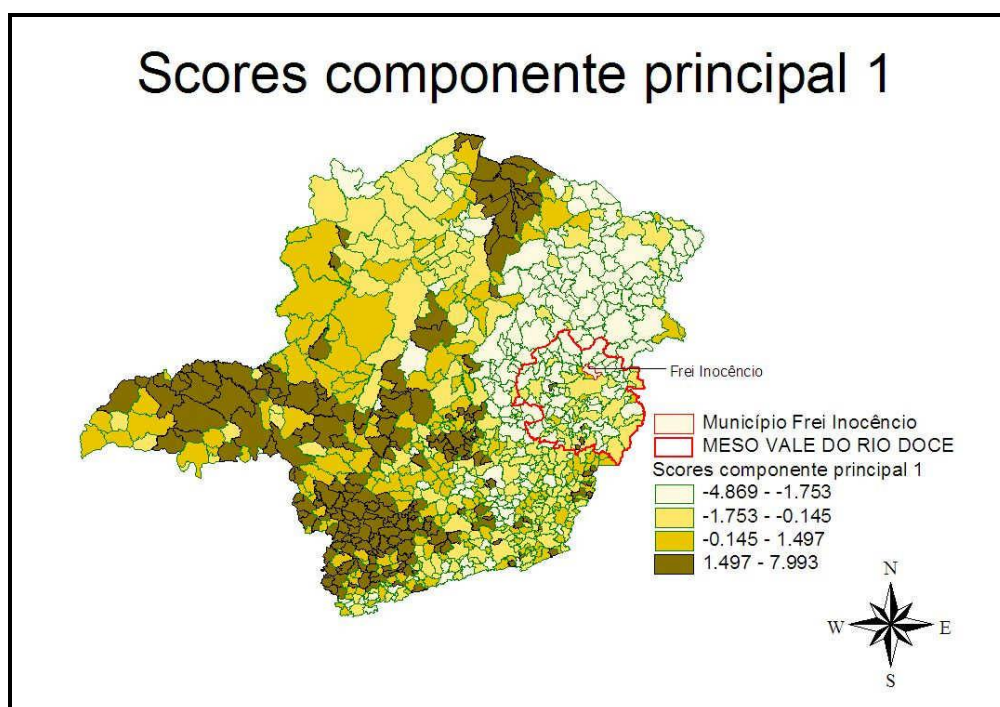 Scores componente principal 1
Frei Inocêncio
Município Frei Inocêncio
MESO VALE DO RIO DOCE
Scores componente principal 1
-4.869 - -1.753
-1.753 - -0.145
-0.145 - 1.497
1.497 - 7.993
N
W E
S